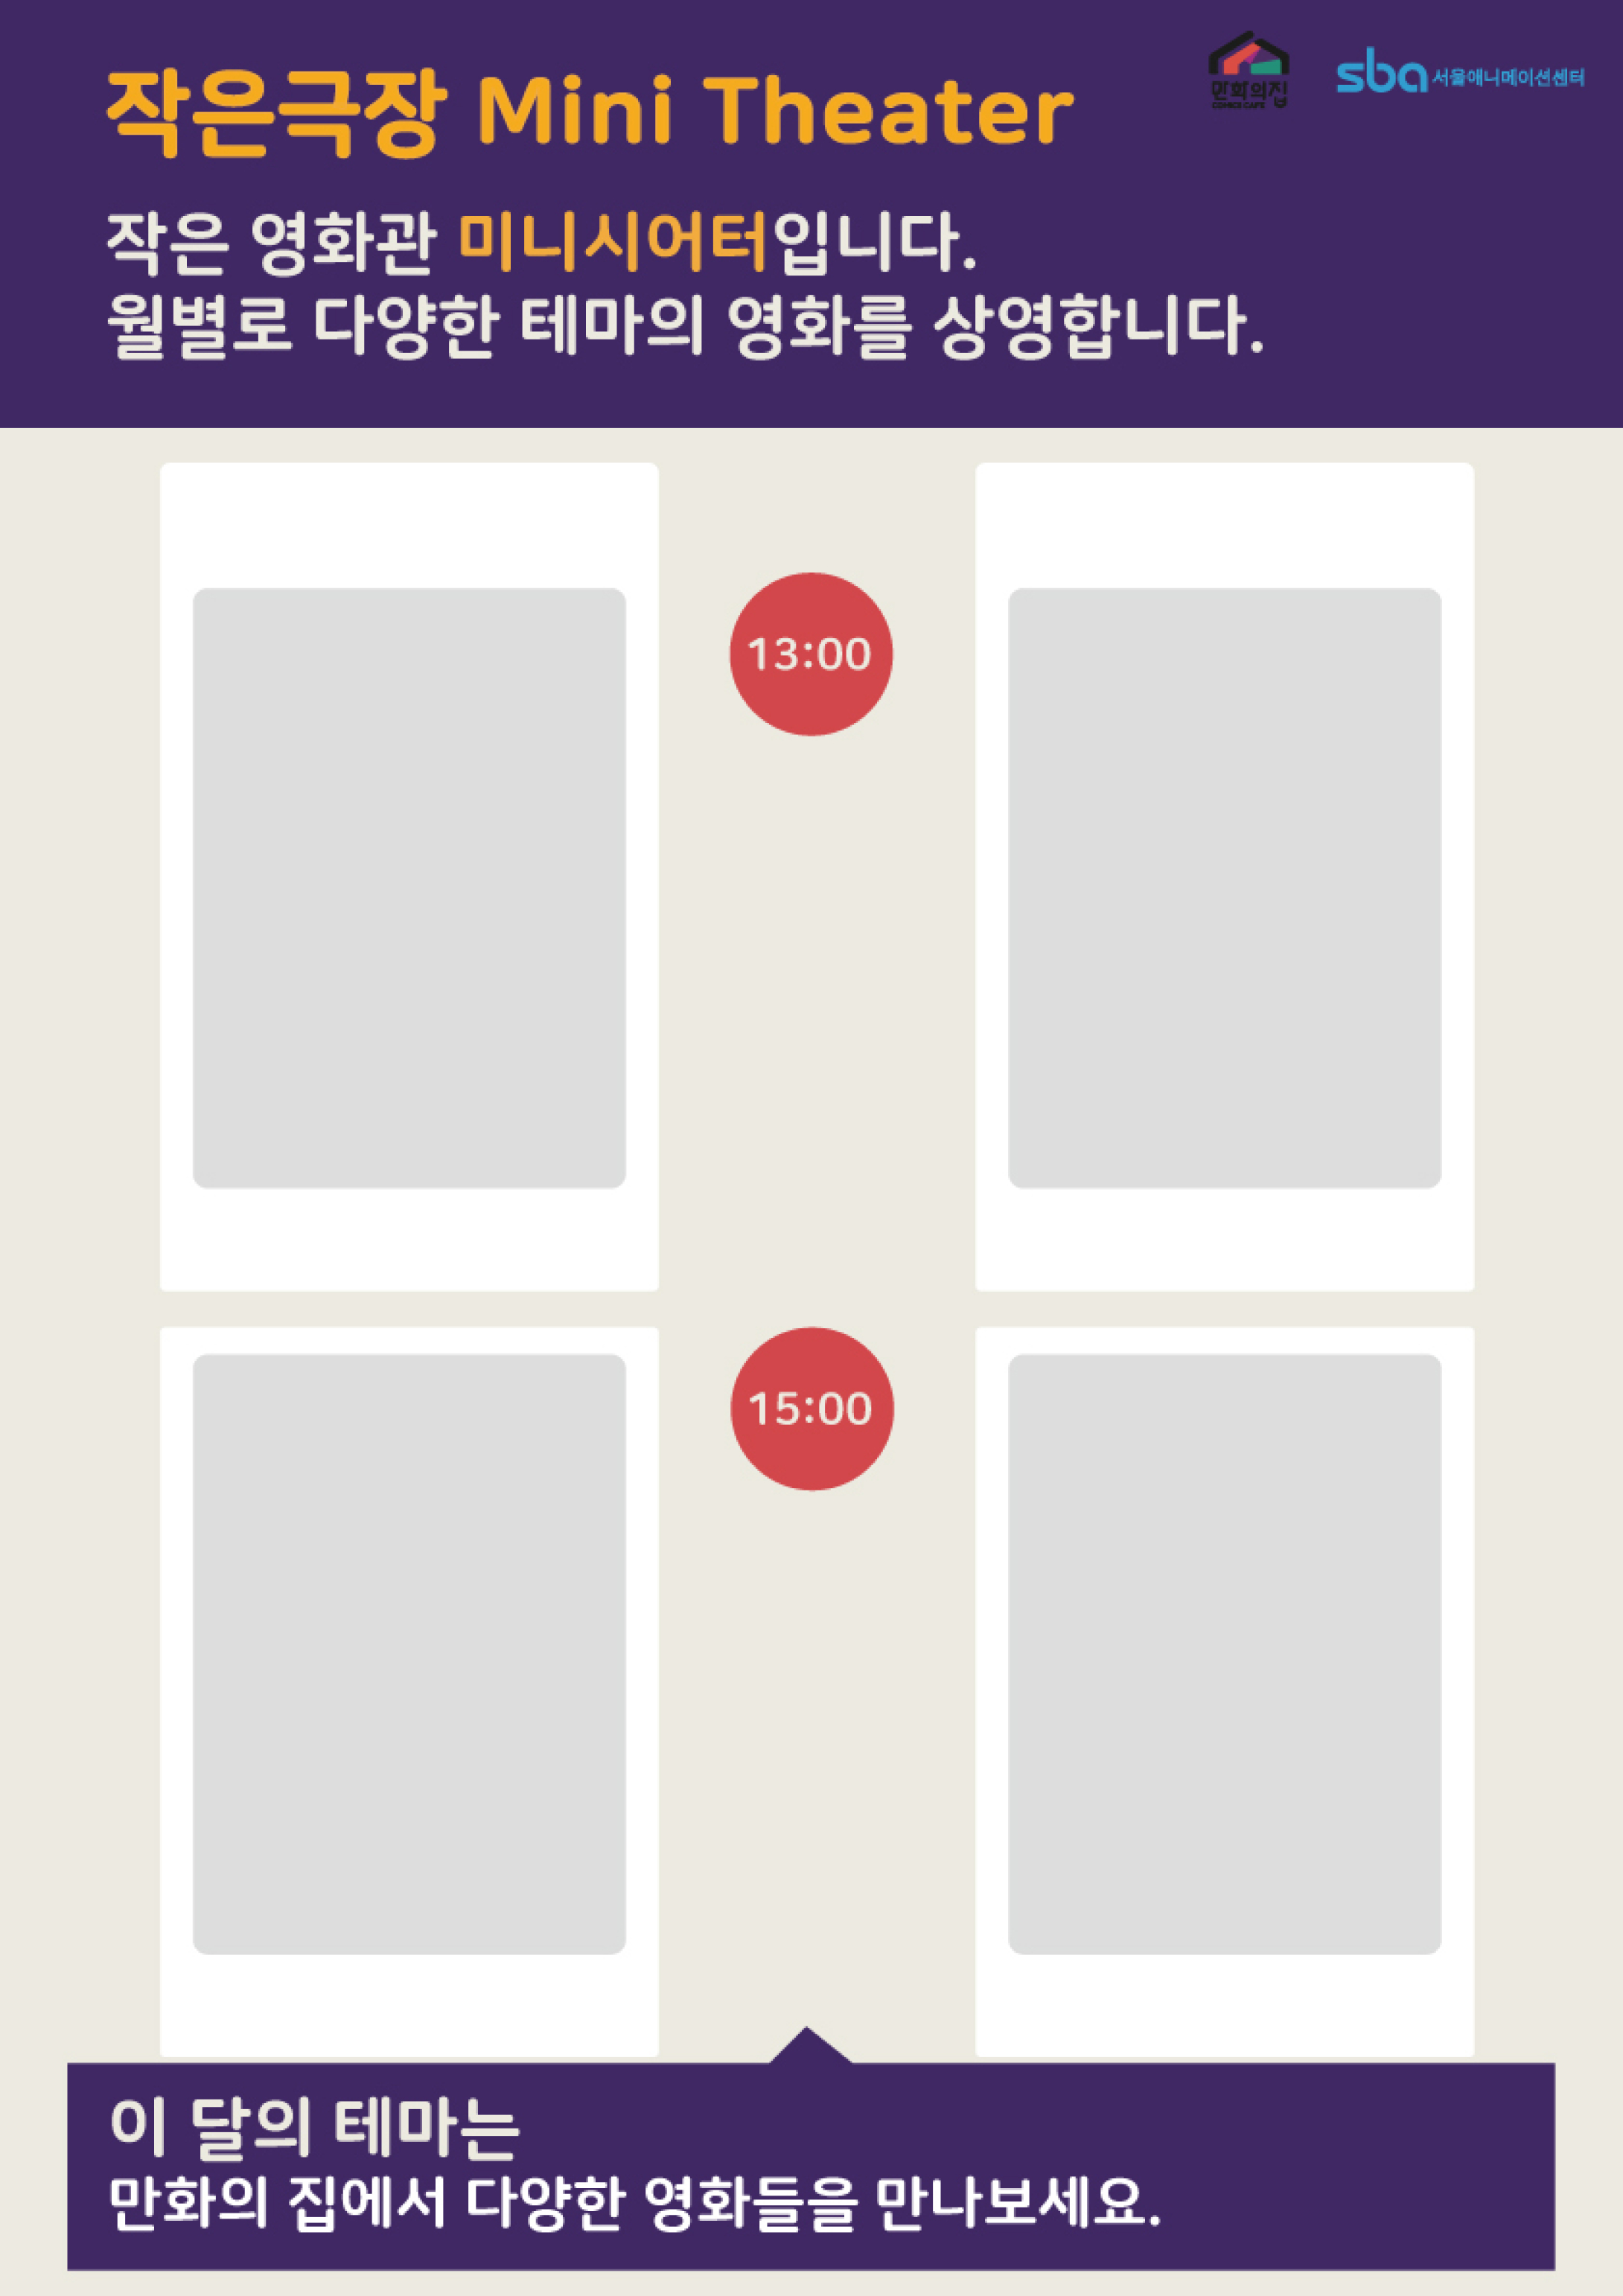 작은극장 Mini Theater
만화의집
COMICS CAFE
sba 서울애니메이션센터
작은 영화관 미니시어터입니다.
월별로 다양한 테마의 영화를 상영합니다.
13:00
15:00
이 달의 테마는
만화의 집에서 다양한 영화들을 만나보세요.